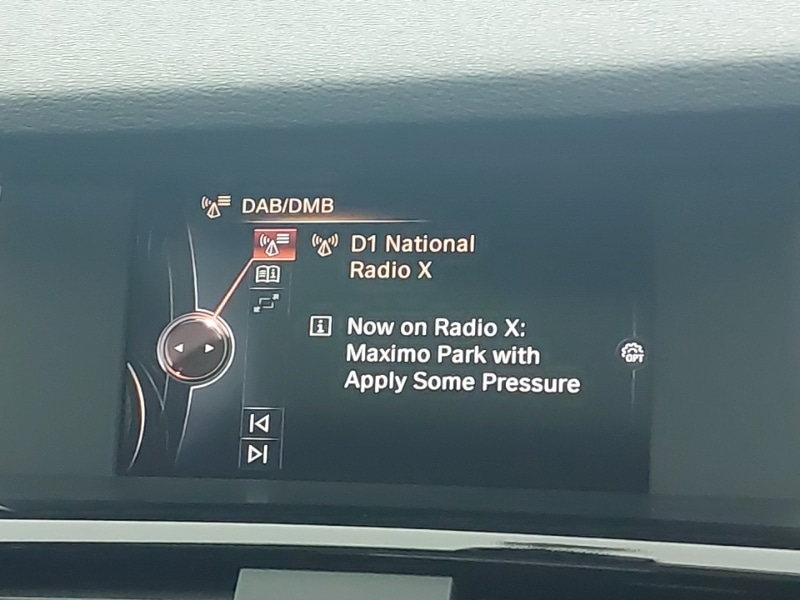 DAB/DMB
D1 National
Radio X
Now on Radio X:
Maximo Park with
Apply Some Pressure
OPT